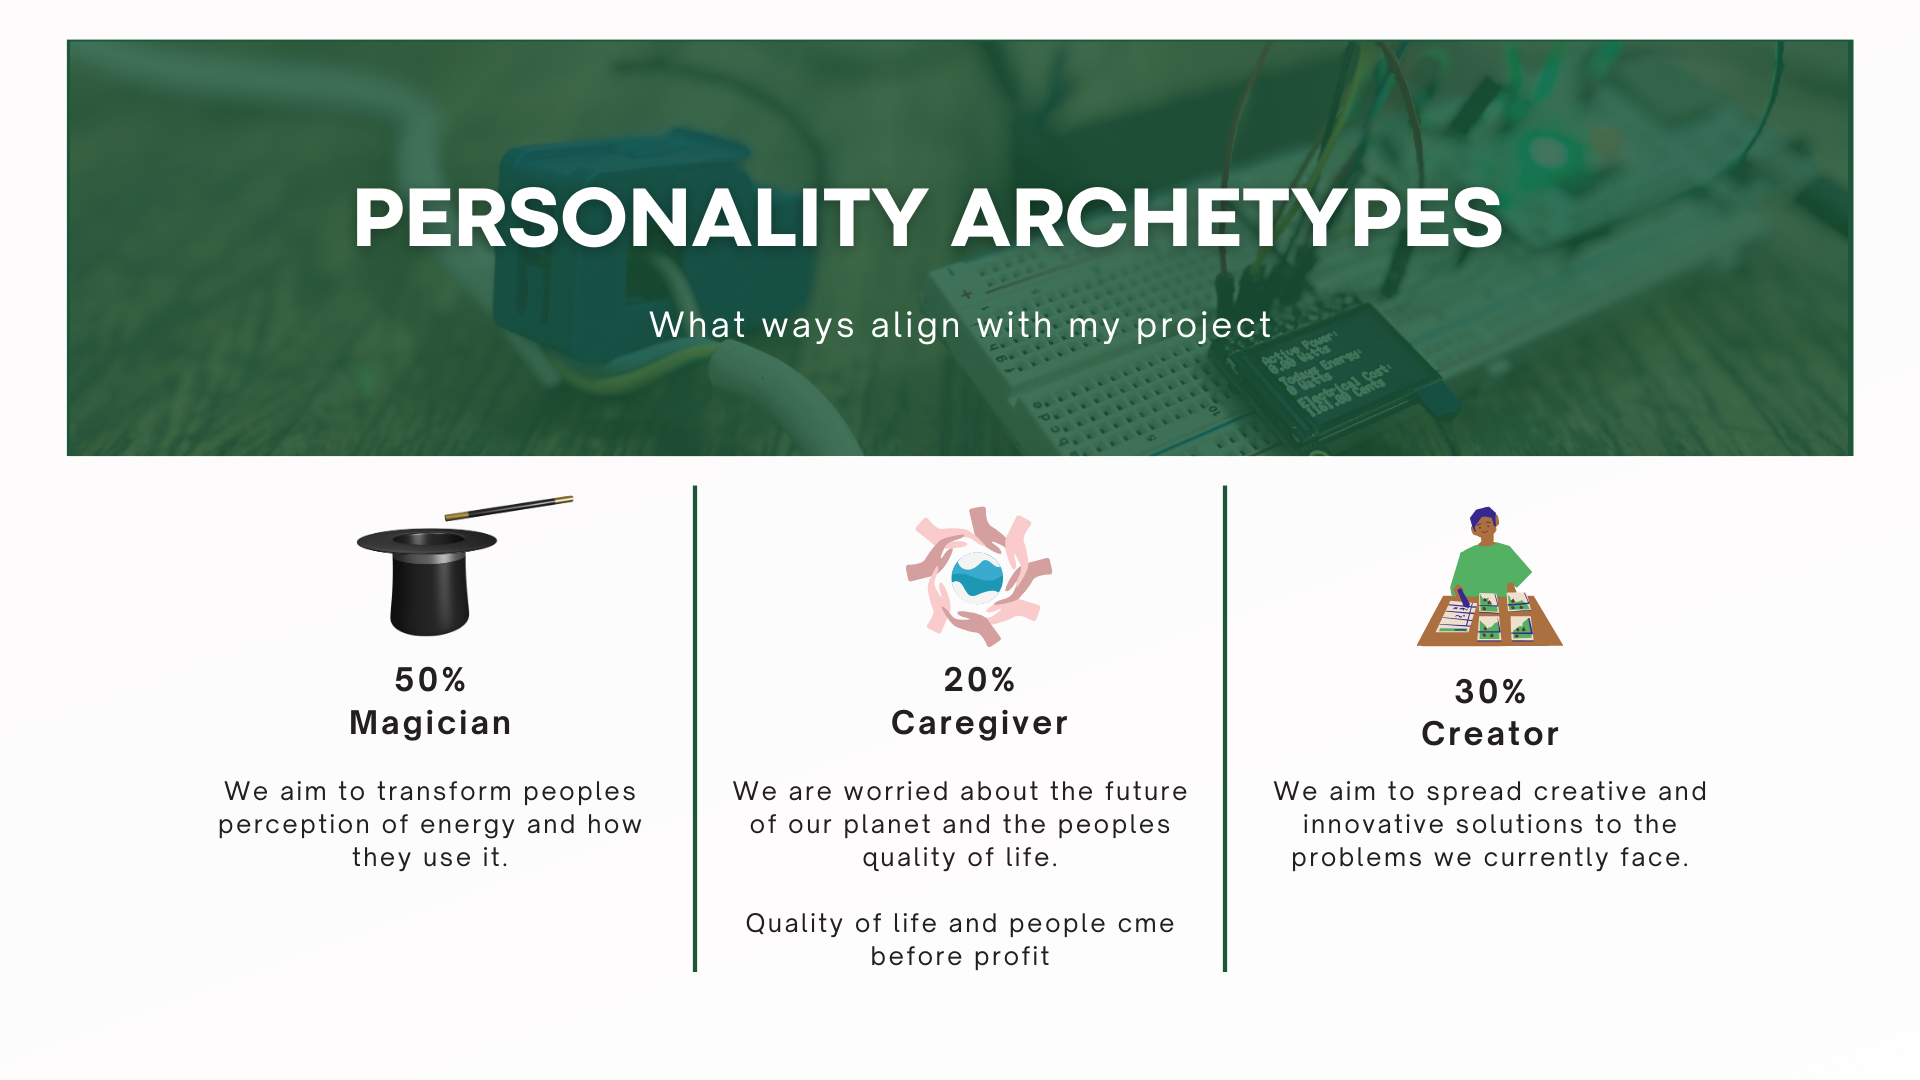 PERSONALITY ARCHETYPES
What ways align with my project
Active Power:
0.00 Watts
Todays Energy:
0 Watts
Electrical Cost:
50%
Magician
We aim to transform peoples
perception of energy and how
they use it.
20%
Caregiver
We are worried about the future
of our planet and the peoples
quality of life.
Quality of life and people cme
before profit
30%
Creator
We aim to spread creative and
innovative solutions to the
problems we currently face.